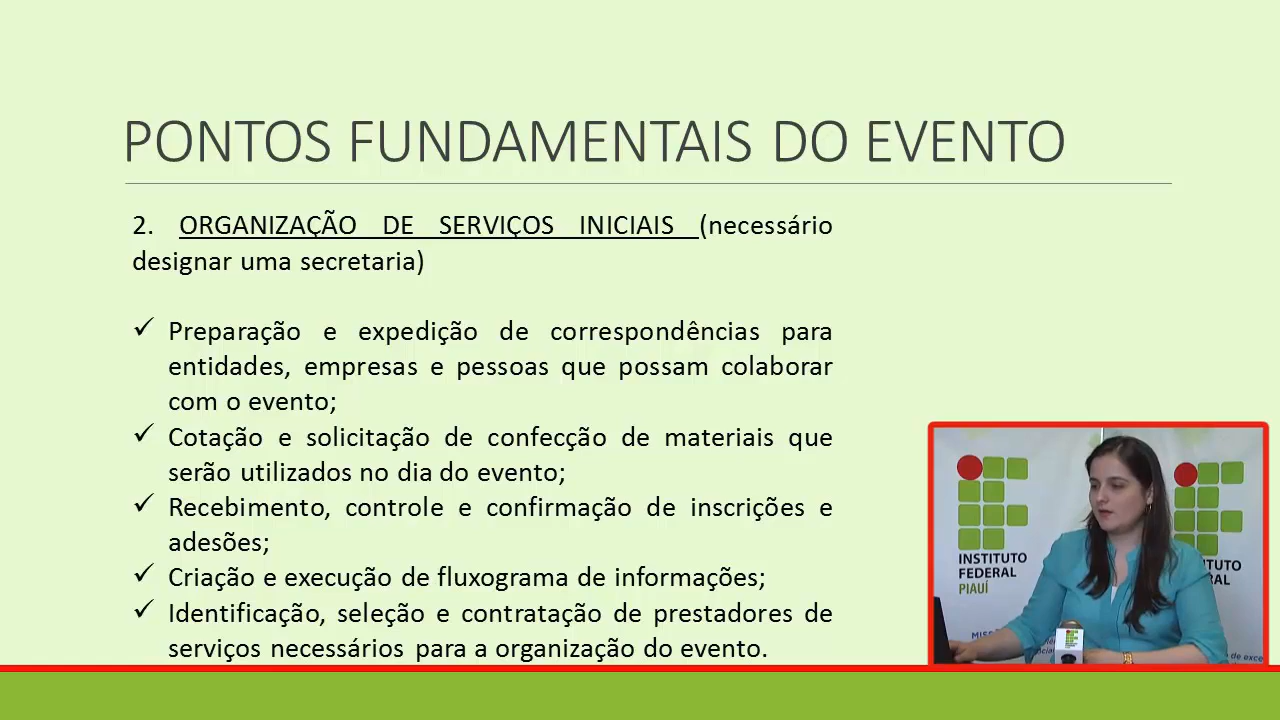 PONTOS FUNDAMENTAIS DO EVENTO
2. ORGANIZAÇÃO DE SERVIÇOS INICIAIS (necessário
designar uma secretaria)
✓ Preparação e expedição de correspondências para
entidades, empresas e pessoas que possam colaborar
com o evento;
✓ Cotação e solicitação de confecção de materiais que
serão utilizados no dia do evento;
✓ Recebimento, controle e confirmação de inscrições e
adesões;
✓ Criação e execução de fluxograma de informações;
✓ Identificação, seleção e contratação de prestadores de
serviços necessários para a organização do evento.
INSTITUTO
FEDERAL
PIAUÍ